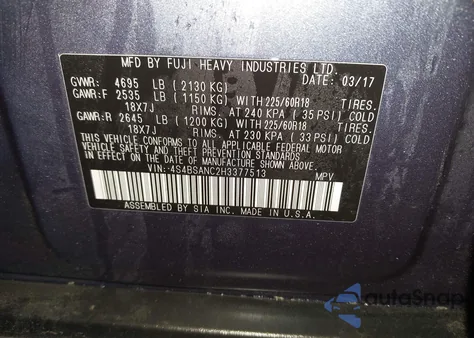 MFD BY FUJI HEAVY INDUSTRIES LTD.
DATE: 03/17
GVWR: 4695 LB (2130 KG)
GAWR:F 2535 LB (1150 KG) WITH 225/60R18 TIRES.
18X7J RIMS. AT 240 KPA (35 PSI) COLD
GAWR:R 2645 LB (1200 KG) WITH 225/60R18 TIRES.
18X7J RIMS. AT 230 KPA (33 PSI) COLD
THIS VEHICLE CONFORMS TO ALL APPLICABLE FEDERAL MOTOR
VEHICLE SAFETY AND BUMPER STANDARDS IN EFFECT ON THE
DATE OF MANUFACTURE SHOWN ABOVE.
VIN: 4S4BSANC2H3377513 MPV
ASSEMBLED BY SIA INC. MADE IN U.S.A.
autoSnap